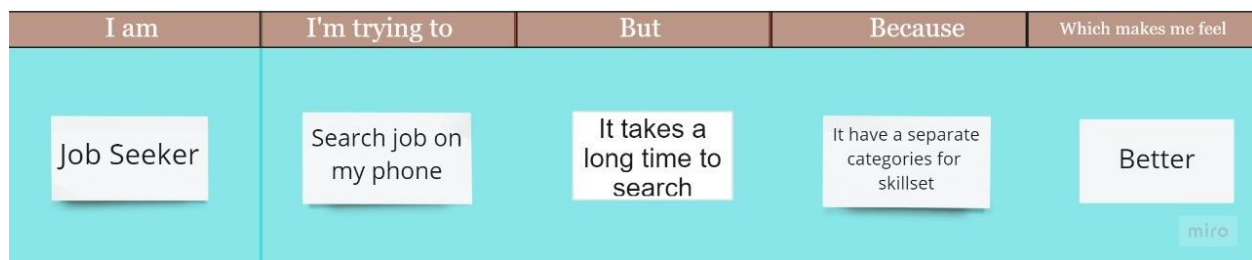 I am
I'm trying to
But
Because
Which makes me feel
Job Seeker
Search job on
my phone
It takes a
long time to
search
It have a separate
categories for
skillset
Better
miro